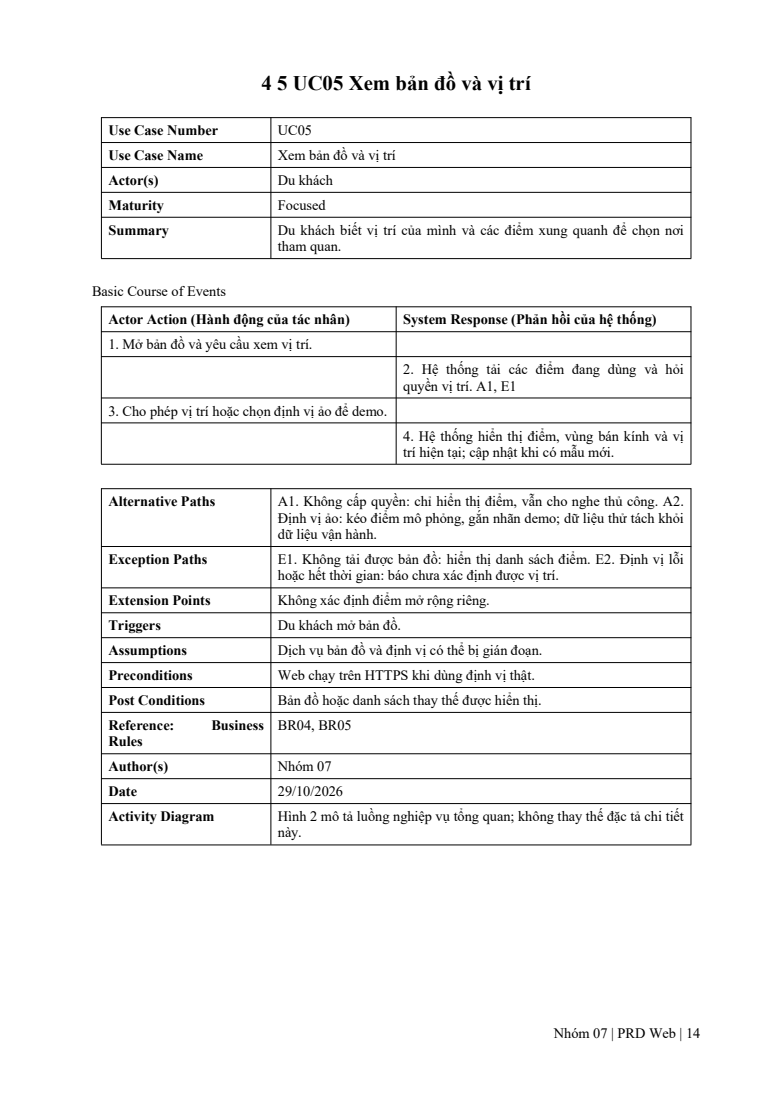 4 5 UC05 Xem bản đồ và vị trí
Use Case Number UC05
Use Case Name Xem bản đồ và vị trí
Actor(s) Du khách
Maturity Focused
Summary Du khách biết vị trí của mình và các điểm xung quanh để chọn nơi
tham quan.
Basic Course of Events
Actor Action (Hành động của tác nhân) System Response (Phản hồi của hệ thống)
1. Mở bản đồ và yêu cầu xem vị trí.
2. Hệ thống tải các điểm đang dùng và hỏi
quyền vị trí. A1, E1
3. Cho phép vị trí hoặc chọn định vị ảo để demo.
4. Hệ thống hiển thị điểm, vùng bán kính và vị
trí hiện tại; cập nhật khi có mẫu mới.
Alternative Paths A1. Không cấp quyền: chỉ hiển thị điểm, vẫn cho nghe thủ công. A2.
Định vị ảo: kéo điểm mô phỏng, gắn nhãn demo; dữ liệu thử tách khỏi
dữ liệu vận hành.
Exception Paths E1. Không tải được bản đồ: hiển thị danh sách điểm. E2. Định vị lỗi
hoặc hết thời gian: báo chưa xác định được vị trí.
Extension Points Không xác định điểm mở rộng riêng.
Triggers Du khách mở bản đồ.
Assumptions Dịch vụ bản đồ và định vị có thể bị gián đoạn.
Preconditions Web chạy trên HTTPS khi dùng định vị thật.
Post Conditions Bản đồ hoặc danh sách thay thế được hiển thị.
Reference: Business BR04, BR05
Rules
Author(s) Nhóm 07
Date 29/10/2026
Activity Diagram Hình 2 mô tả luồng nghiệp vụ tổng quan; không thay thế đặc tả chi tiết
này.
Nhóm 07 | PRD Web | 14